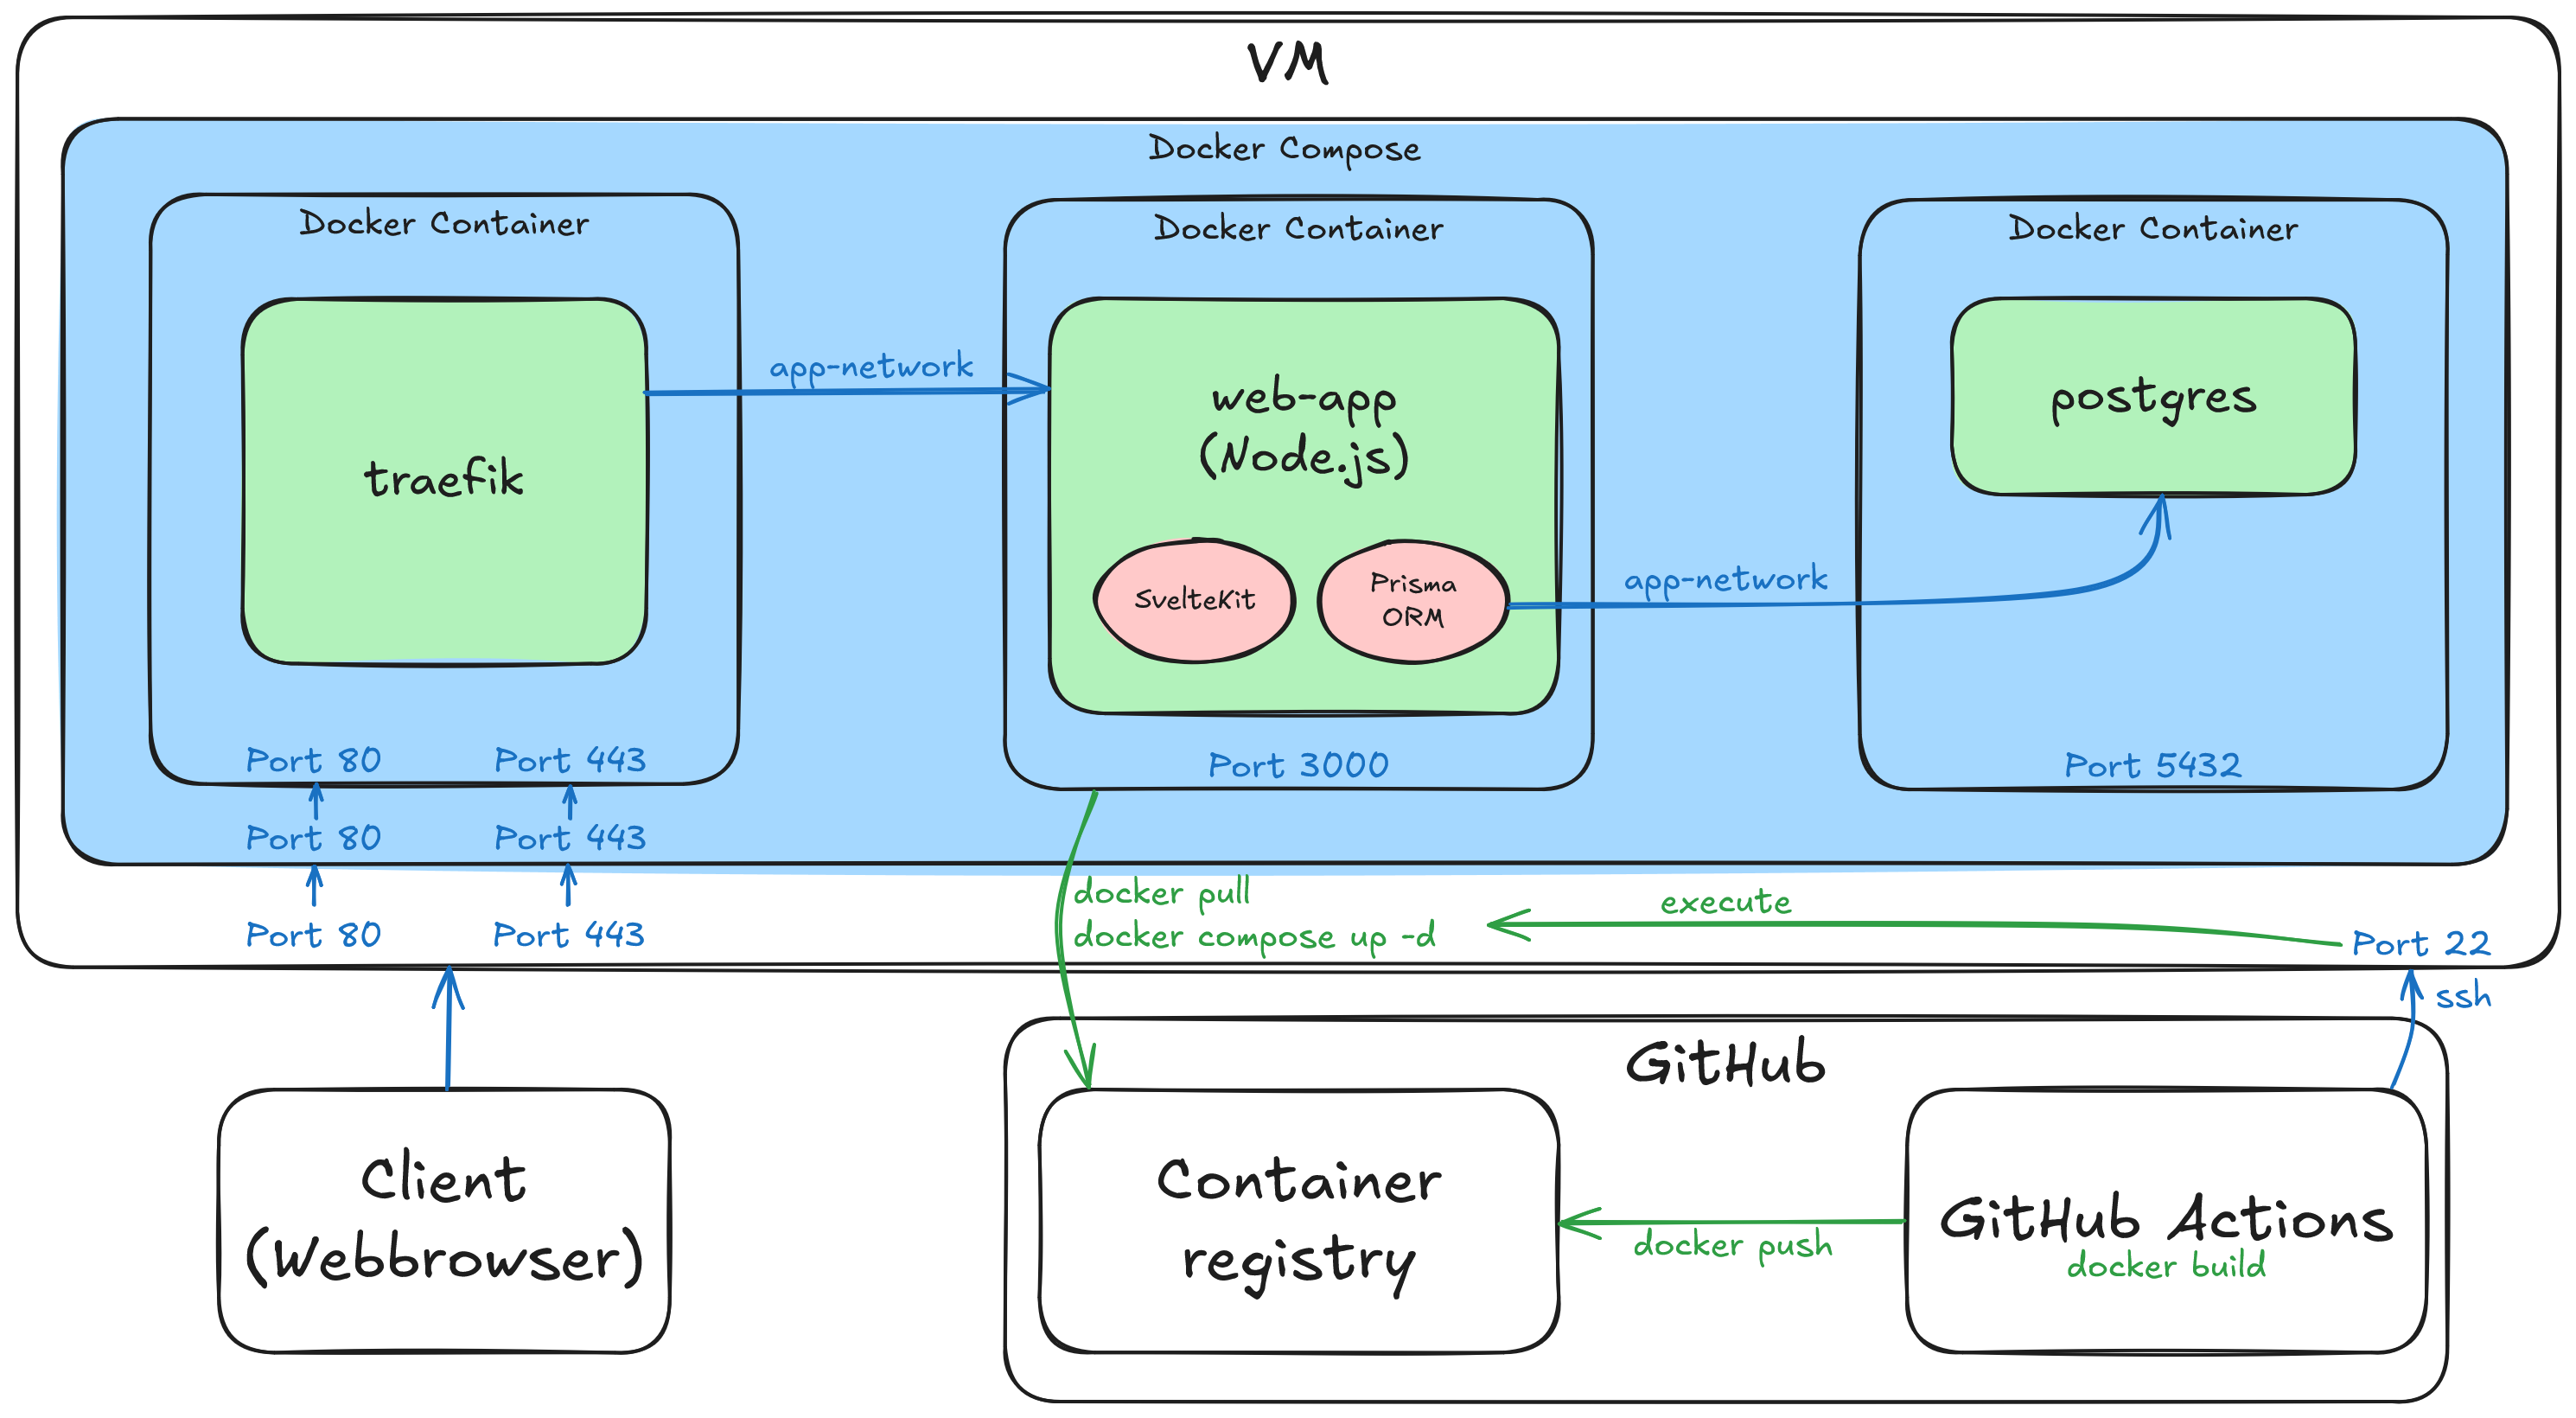 VM
Docker Compose
Docker Container
Docker Container
Docker Container
traefik
app-network
web-app
(Node.js)
SvelteKit
Prisma
ORM
app-network
postgres
Port 80
Port 443
Port 3000
Port 5432
Port 80
Port 443
Port 80
Port 443
docker pull
docker compose up -d
execute
Port 22
ssh
Client
(Webbrowser)
GitHub
Container
registry
docker push
GitHub Actions
docker build